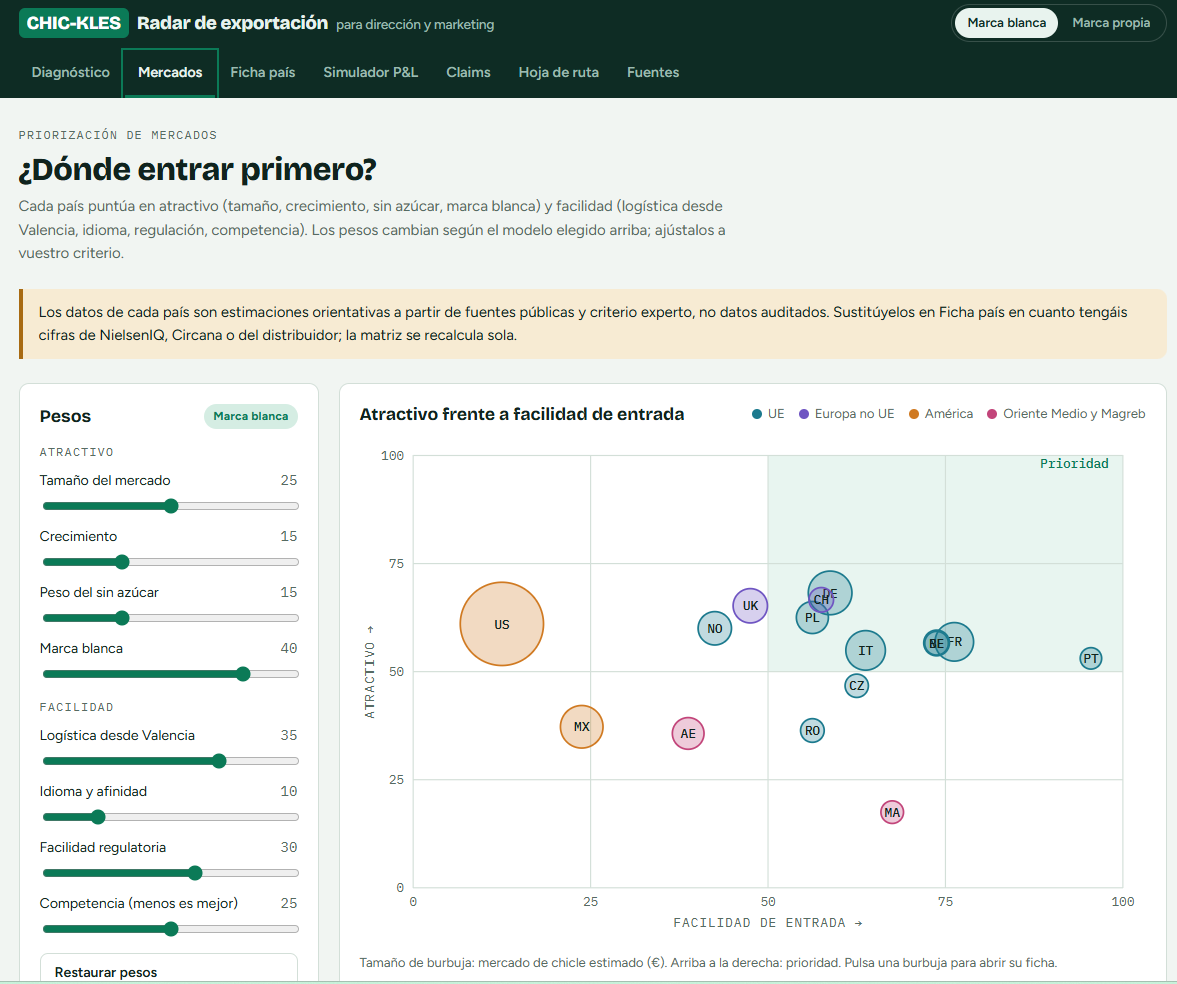 CHIC-KLES Radar de exportación para dirección y marketing
Marca blanca Marca propia
Diagnóstico Mercados Ficha país Simulador P&L Claims Hoja de ruta Fuentes
PRIORIZACIÓN DE MERCADOS
¿Dónde entrar primero?
Cada país puntúa en atractivo (tamaño, crecimiento, sin azúcar, marca blanca) y facilidad (logística desde
Valencia, idioma, regulación, competencia). Los pesos cambian según el modelo elegido arriba; ajústalos a
vuestro criterio.
Los datos de cada país son estimaciones orientativas a partir de fuentes públicas y criterio experto, no datos auditados. Sustitúyelos en Ficha país en cuanto tengáis
cifras de NielsenIQ, Circana o del distribuidor; la matriz se recalcula sola.
Pesos Marca blanca
ATRACTIVO
Tamaño del mercado 25
Crecimiento 15
Peso del sin azúcar 15
Marca blanca 40
FACILIDAD
Logística desde Valencia 35
Idioma y afinidad 10
Facilidad regulatoria 30
Competencia (menos es mejor) 25
Restaurar pesos
Atractivo frente a facilidad de entrada
UE Europa no UE América Oriente Medio y Magreb
Prioridad
100
75
50
25
0
ATRACTIVO →
US
NO
UK
CH
DE
PL
IT
FR
PT
CZ
MX
AE
RO
MA
0 25 50 75 100
FACILIDAD DE ENTRADA →
Tamaño de burbuja: mercado de chicle estimado (€). Arriba a la derecha: prioridad. Pulsa una burbuja para abrir su ficha.